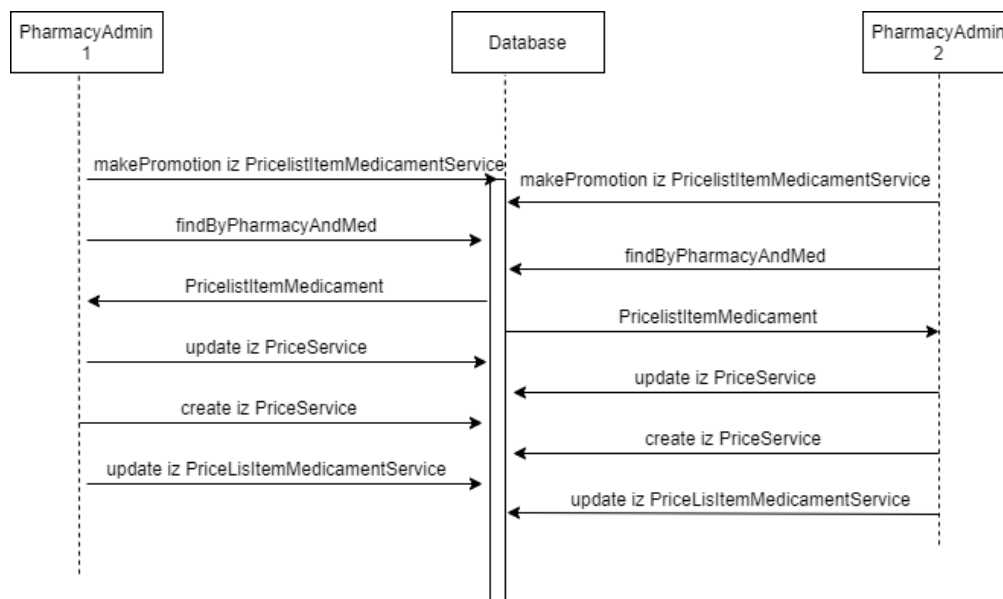 PharmacyAdmin
1
Database
PharmacyAdmin
2
makePromotion iz PricelistItemMedicamentService
makePromotion iz PricelistItemMedicamentService
findByPharmacyAndMed
findByPharmacyAndMed
PricelistItemMedicament
PricelistItemMedicament
update iz PriceService
update iz PriceService
create iz PriceService
create iz PriceService
update iz PriceLisItemMedicamentService
update iz PriceLisItemMedicamentService